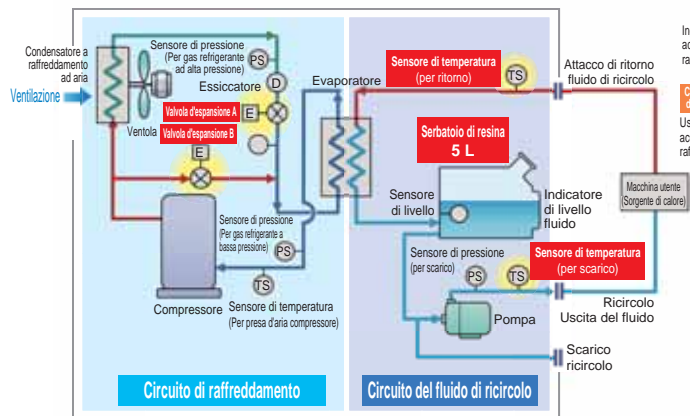 Condensatore a
raffreddamento
ad aria
Ventilazione
Ventola
Sensore di pressione
(Per gas refrigerante
ad alta pressione)
PS
Essiccatore
D
Valvola d'espansione A
E
Valvola d'espansione B
E
Compressore
Sensore di pressione
(Per gas refrigerante a
bassa pressione)
PS
TS
Sensore di temperatura
(Per presa d'aria compressore)
Circuito di raffreddamento
Evaporatore
Sensore di temperatura
(per ritorno)
TS
Attacco di ritorno
fluido di ricircolo
Serbatoio di resina
5 L
Sensore
di livello
Indicatore
di livello
fluido
Macchina utente
(Sorgente di calore)
Sensore di pressione
(per scarico)
PS
TS
Sensore di temperatura
(per scarico)
Pompa
Ricircolo
Uscita del fluido
Scarico
ricircolo
Circuito del fluido di ricircolo